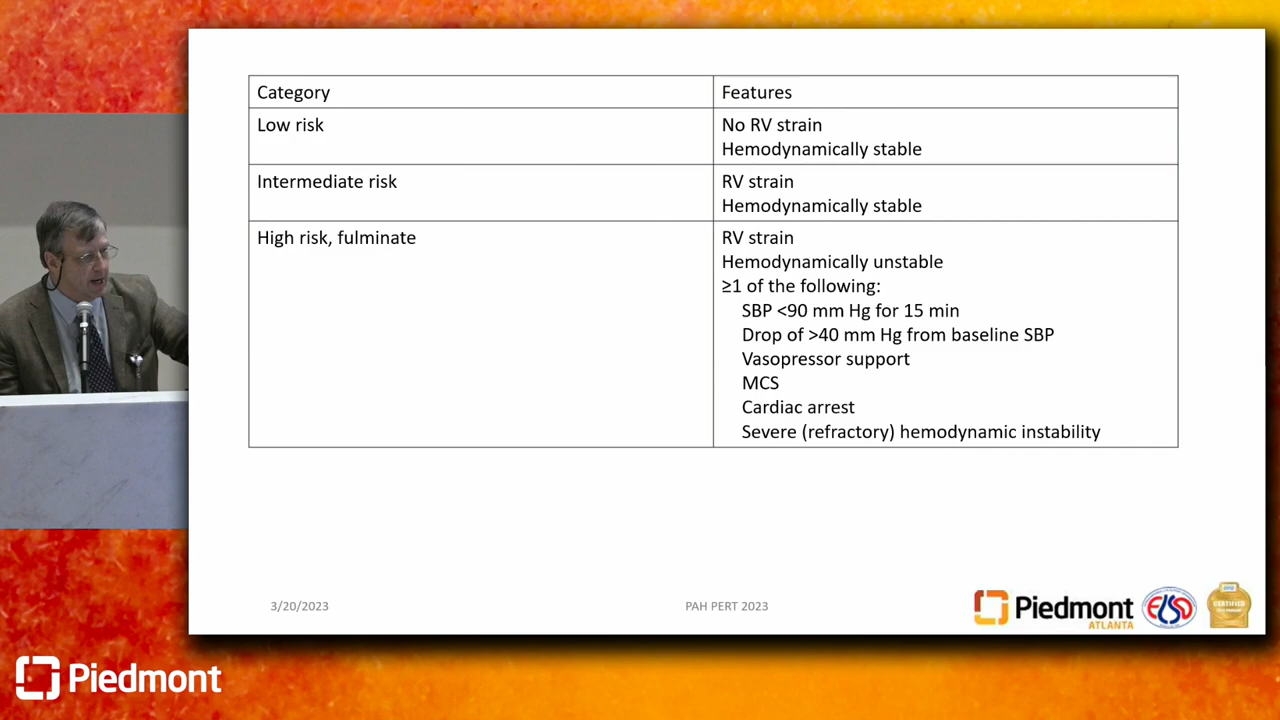 Category
Features
Low risk
No RV strain
Hemodynamically stable
Intermediate risk
RV strain
Hemodynamically stable
High risk, fulminate
RV strain
Hemodynamically unstable
≥1 of the following:
SBP <90 mm Hg for 15 min
Drop of >40 mm Hg from baseline SBP
Vasopressor support
MCS
Cardiac arrest
Severe (refractory) hemodynamic instability
3/20/2023
PAH PERT 2023
Piedmont
ATLANTA
ELSO
CERTIFIED
Piedmont